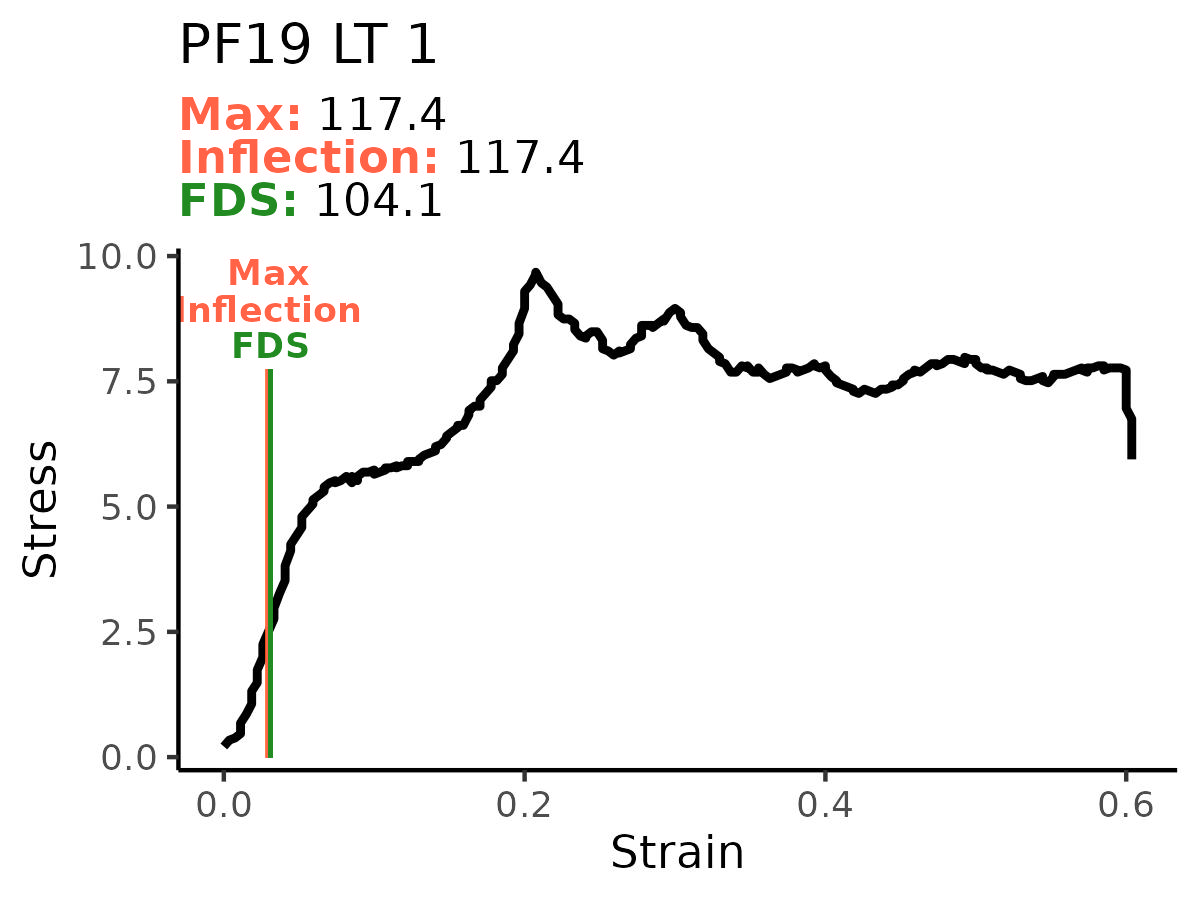 PF19 LT 1
Max: 117.4
Inflection: 117.4
FDS: 104.1
10.0
7.5
5.0
2.5
0.0
Stress
Max
Inflection
FDS
0.0 0.2 0.4 0.6
Strain